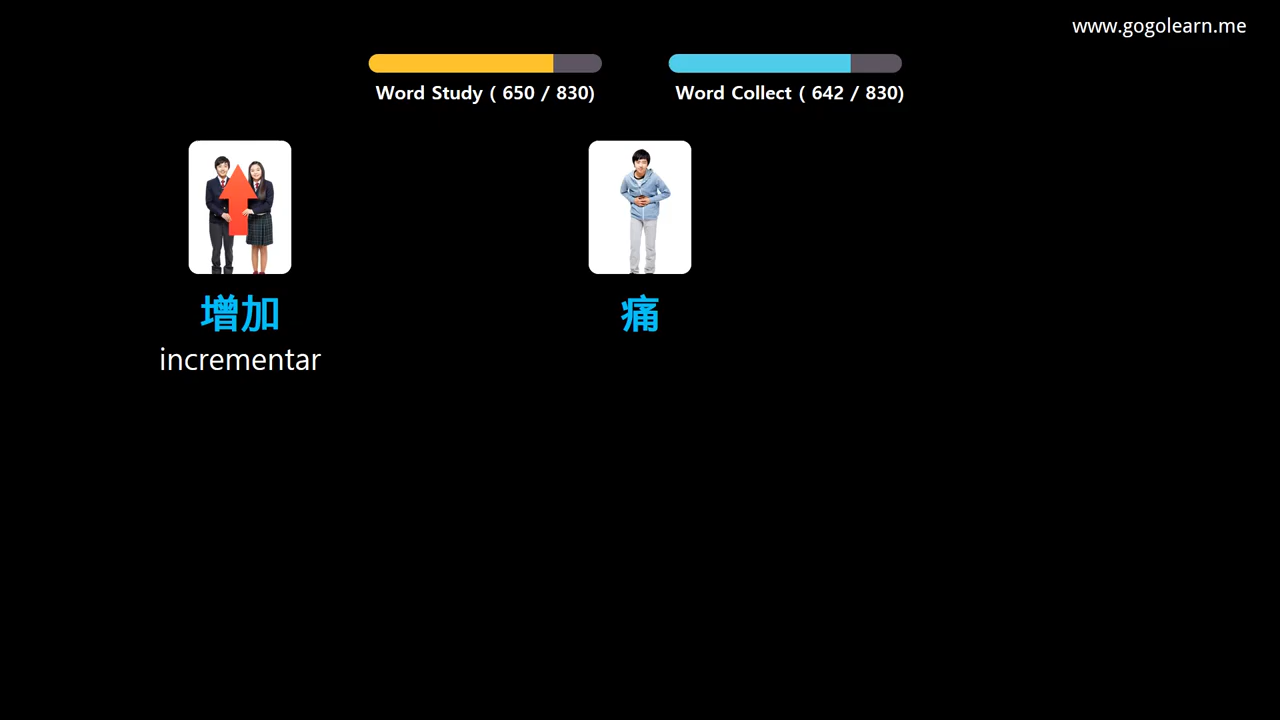 www.gogolearn.me
Word Study ( 650 / 830)
Word Collect ( 642 / 830)
增加
痛
incrementar